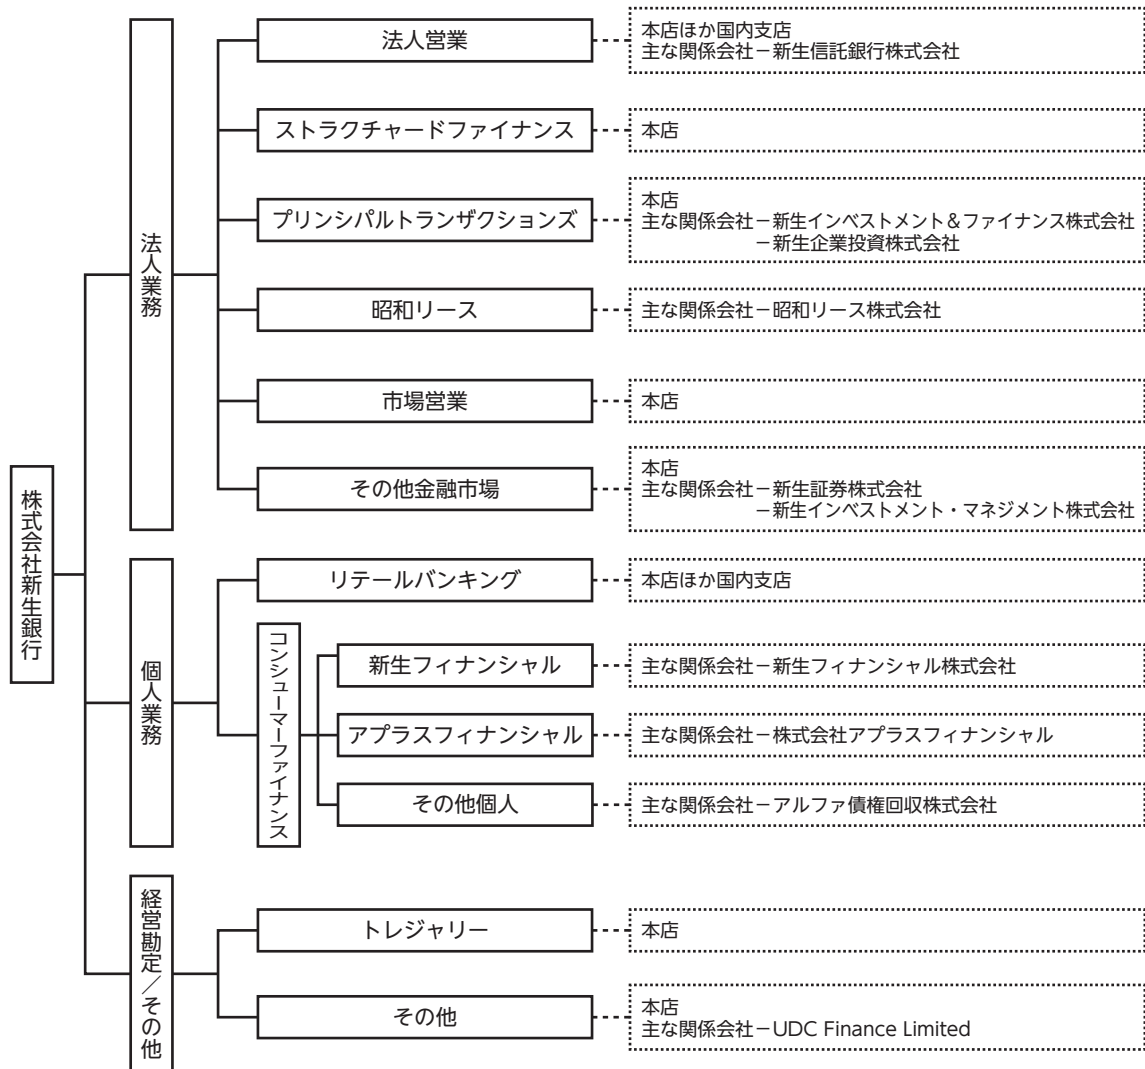 株式会社新生銀行
法人業務
法人営業
本店ほか国内支店
主な関係会社－新生信託銀行株式会社
ストラクチャードファイナンス
本店
プリンシパルトランザクションズ
本店
主な関係会社－新生インベストメント＆ファイナンス株式会社
－新生企業投資株式会社
昭和リース
主な関係会社－昭和リース株式会社
市場営業
本店
その他金融市場
本店
主な関係会社－新生証券株式会社
－新生インベストメント・マネジメント株式会社
個人業務
リテールバンキング
本店ほか国内支店
コンシューマーファイナンス
新生フィナンシャル
主な関係会社－新生フィナンシャル株式会社
アプラスフィナンシャル
主な関係会社－株式会社アプラスフィナンシャル
その他個人
主な関係会社－アルファ債権回収株式会社
経営勘定／その他
トレジャリー
本店
その他
本店
主な関係会社－UDC Finance Limited